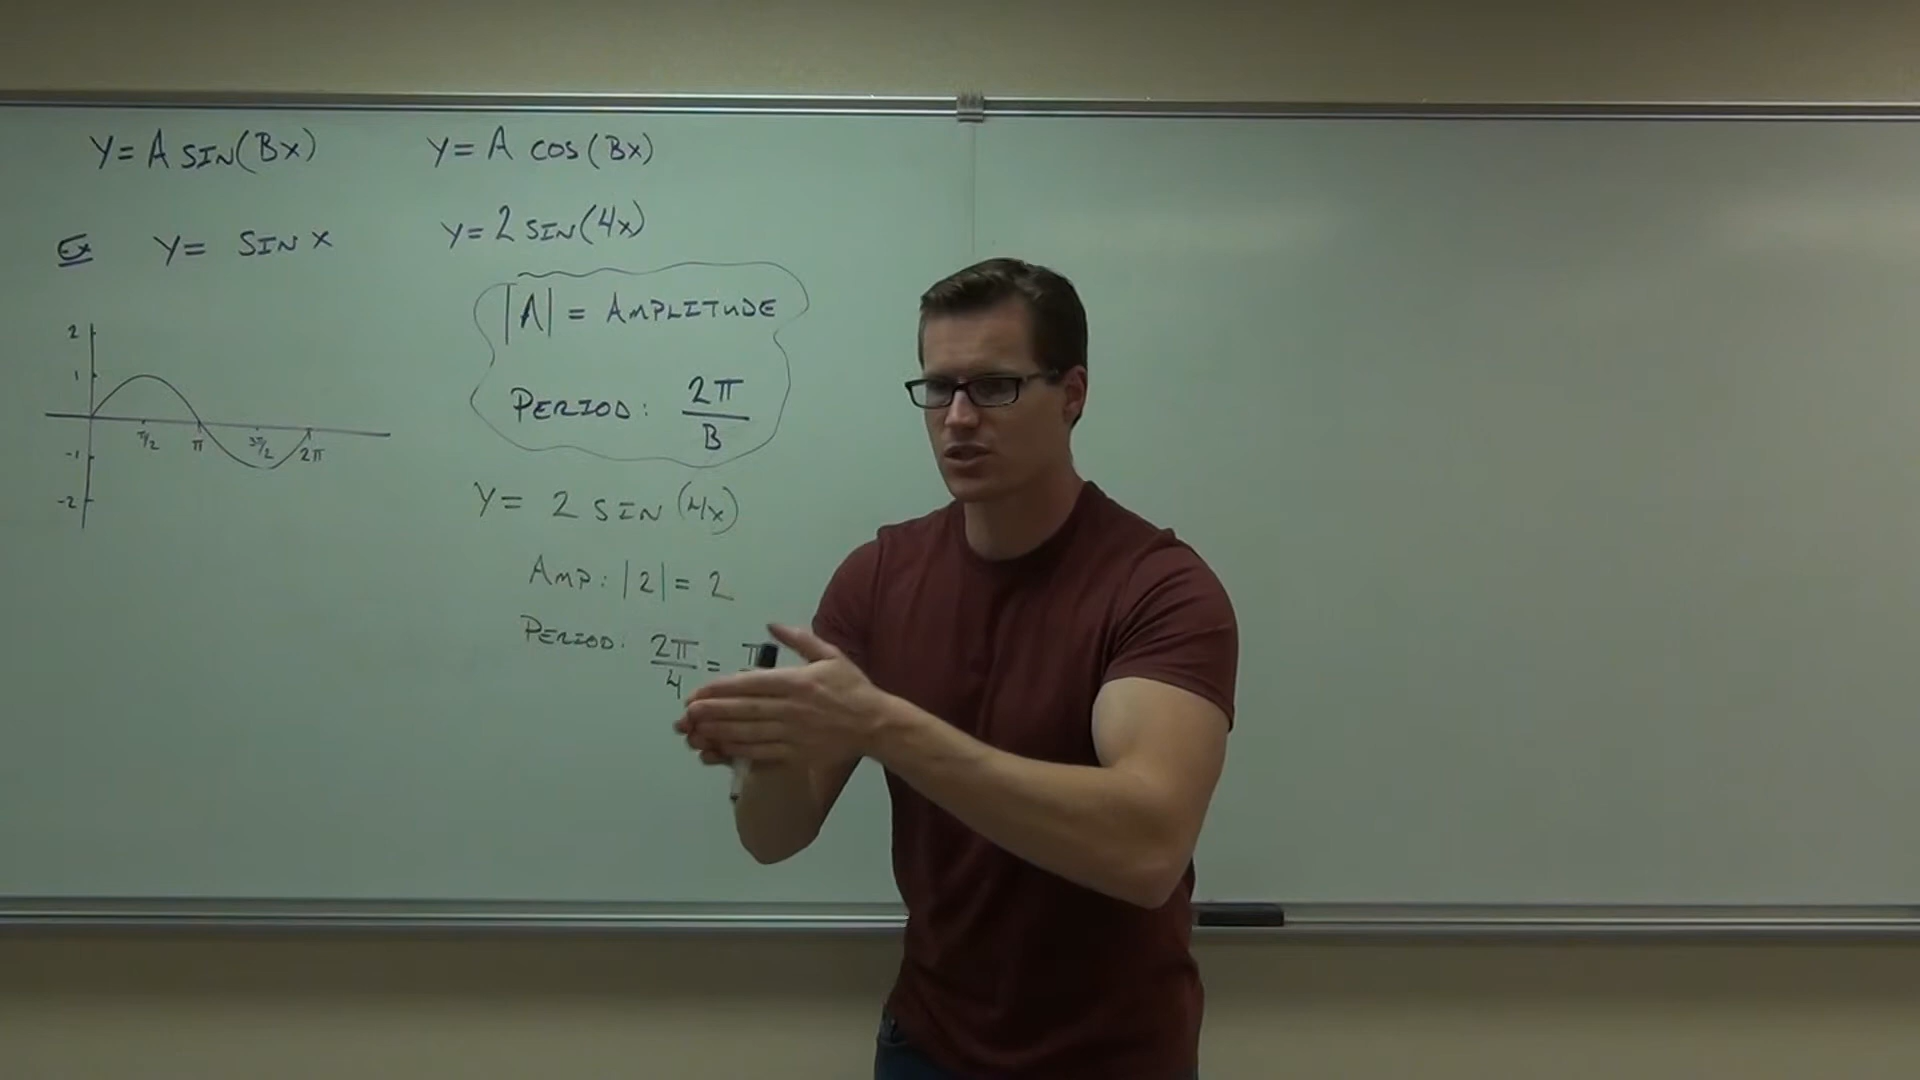 Y = A SIN(BX)
Y = A COS(BX)
Ex Y = SIN X
Y = 2 SIN(4X)
2
1
-1
-2
π/2
π
3π/2
2π
|A| = AMPLITUDE
PERIOD: 2π/B
Y = 2 SIN(4X)
AMP: |2| = 2
PERIOD: 2π/4 = π